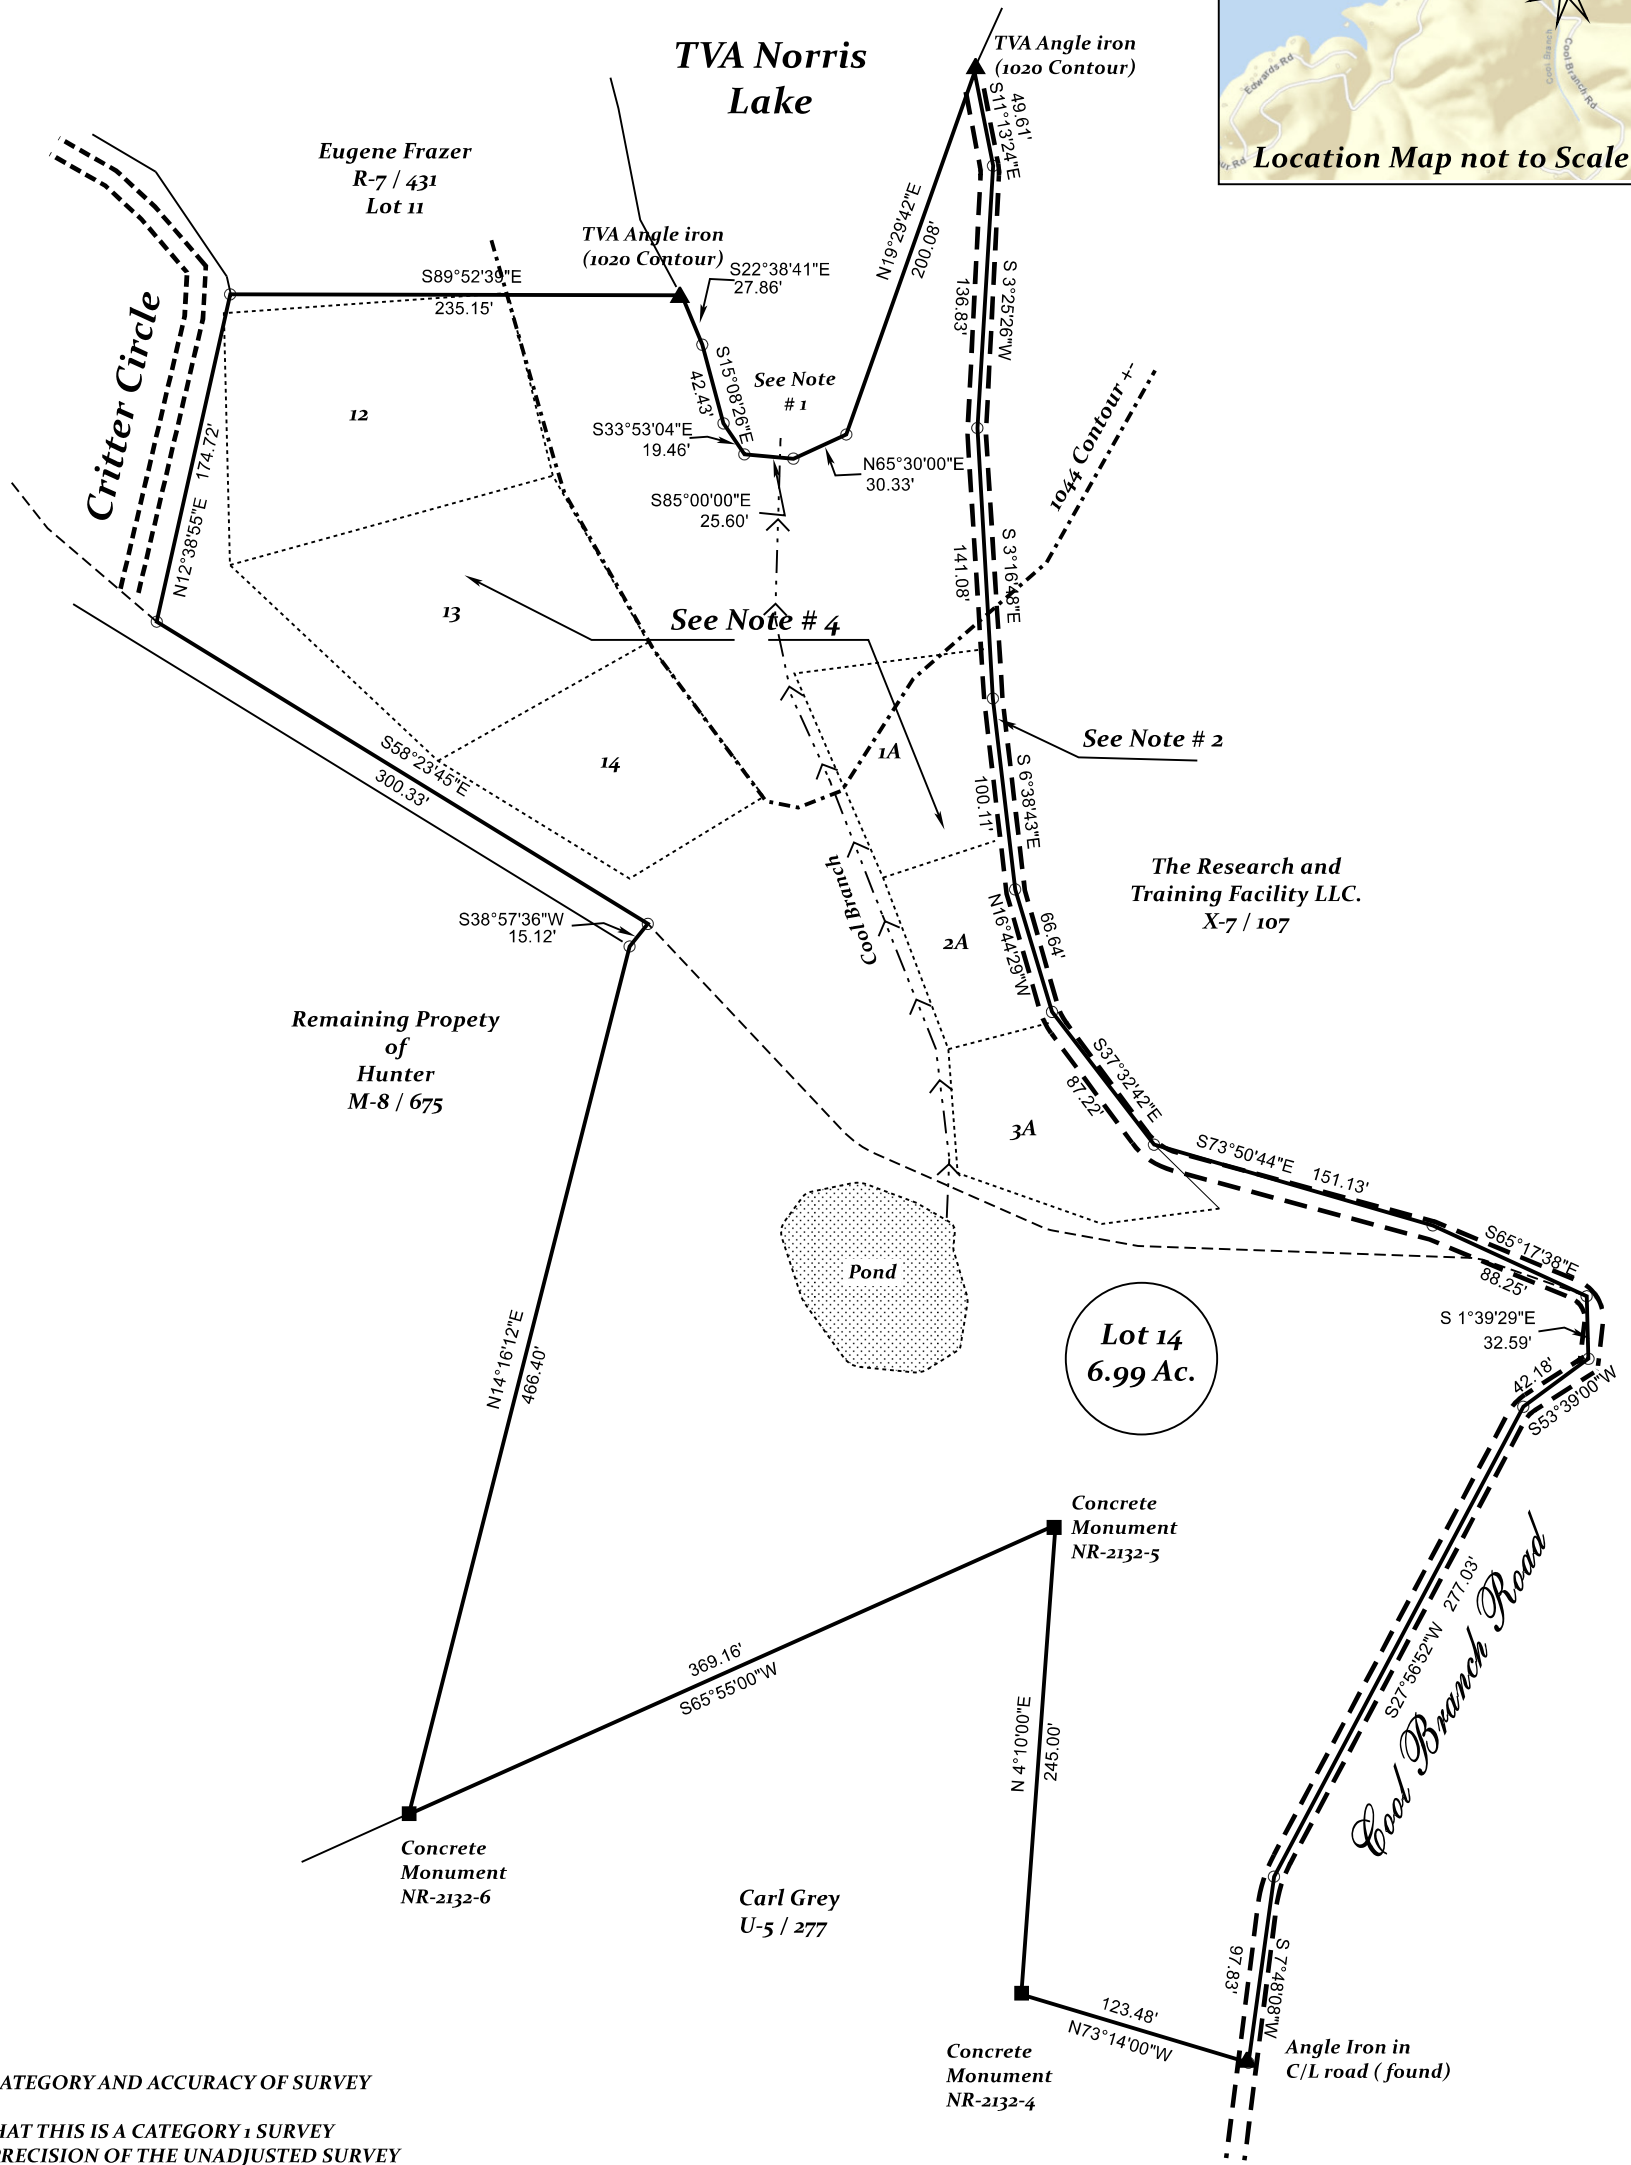 TVA Norris
Lake
TVA Angle iron
(1020 Contour)
Edwards Rd
Cool Branch
Cool Branch Rd
ur Rd
Location Map not to Scale
Eugene Frazer
R-7 / 431
Lot 11
TVA Angle iron
(1020 Contour)
S11°13'24"E
49.61'
S89°52'39"E
235.15'
S22°38'41"E
27.86'
N19°29'42"E
200.08'
136.83'
S 3°25'26"W
Critter Circle
S15°08'26"E
42.43'
See Note
# 1
12
S33°53'04"E
19.46'
N65°30'00"E
30.33'
S85°00'00"E
25.60'
1044 Contour +-
N12°38'55"E 174.72'
141.08'
S 3°16'48"E
13
See Note # 4
S58°23'45"E
300.33'
14
1A
See Note # 2
100.11'
S 6°38'43"E
Cool Branch
The Research and
Training Facility LLC.
X-7 / 107
S38°57'36"W
15.12'
2A
N16°44'29"W
66.64'
Remaining Propety
of
Hunter
M-8 / 675
S37°32'42"E
87.22'
3A
S73°50'44"E 151.13'
S65°17'38"E
88.25'
Pond
S 1°39'29"E
32.59'
Lot 14
6.99 Ac.
42.18'
S53°39'00"W
N14°16'12"E
466.40'
Concrete
Monument
NR-2132-5
369.16'
S65°55'00"W
S27°56'52"W 277.03'
Cool Branch Road
N 4°10'00"E
245.00'
Concrete
Monument
NR-2132-6
Carl Grey
U-5 / 277
97.83'
S 7°48'08"W
123.48'
N73°14'00"W
Concrete
Monument
NR-2132-4
Angle Iron in
C/L road ( found)
ATEGORY AND ACCURACY OF SURVEY
HAT THIS IS A CATEGORY 1 SURVEY
PRECISION OF THE UNADJUSTED SURVEY